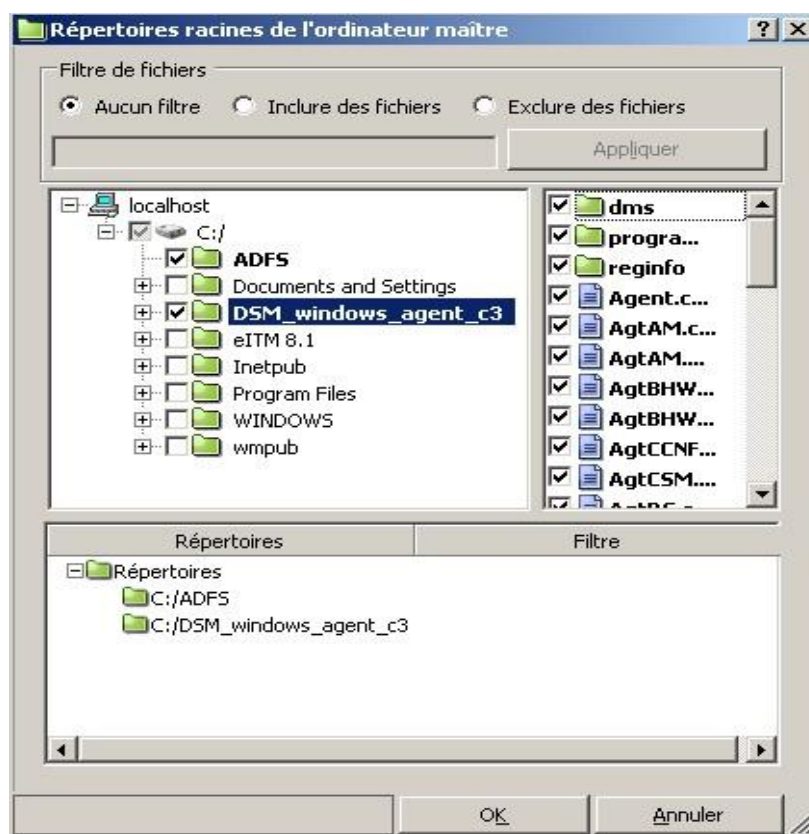 Répertoires racines de l'ordinateur maître
Filtre de fichiers
Aucun filtre Inclure des fichiers Exclure des fichiers
Appliquer
localhost
C:/
ADFS
Documents and Settings
DSM_windows_agent_c3
eITM 8.1
Inetpub
Program Files
WINDOWS
wmpub
dms
progra...
reginfo
Agent.c...
AgtAM.c...
AgtAM....
AgtBHW...
AgtBHW...
AgtCCNF...
AgtCSM....
Répertoires Filtre
Répertoires
C:/ADFS
C:/DSM_windows_agent_c3
OK Annuler